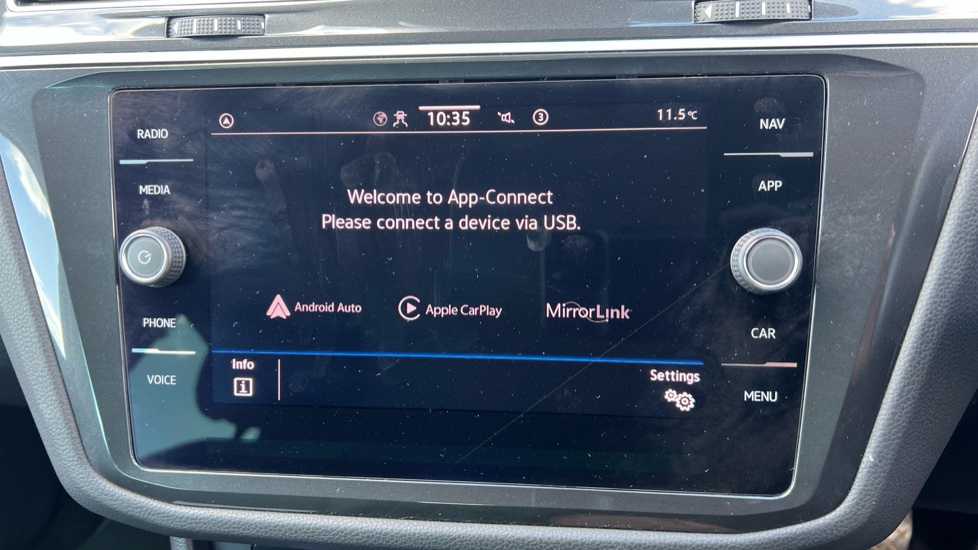 10:35
3
11.5°C
RADIO
MEDIA
PHONE
VOICE
Welcome to App-Connect
Please connect a device via USB.
Android Auto
Apple CarPlay
MirrorLink
Info
i
Settings
NAV
APP
CAR
MENU